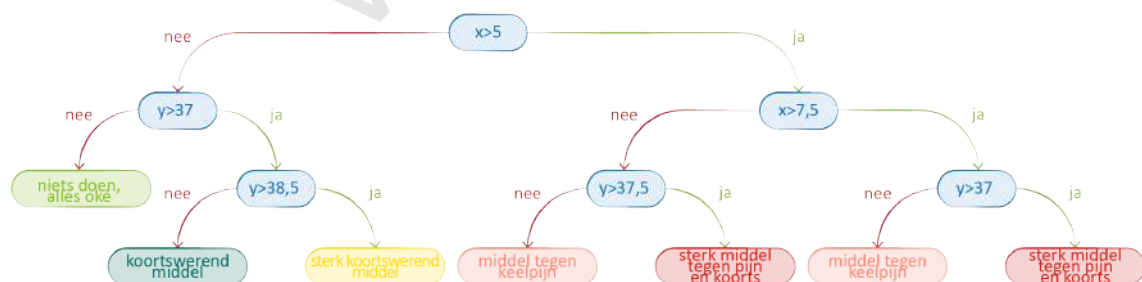 x>5
nee
ja
y>37
x>7,5
nee
ja
nee
ja
niets doen,
alles oké
y>38,5
y>37,5
y>37
nee
ja
nee
ja
nee
ja
koortswerend
middel
sterk koortswerend
middel
middel tegen
keelpijn
sterk middel
tegen pijn
en koorts
middel tegen
keelpijn
sterk middel
tegen pijn
en koorts